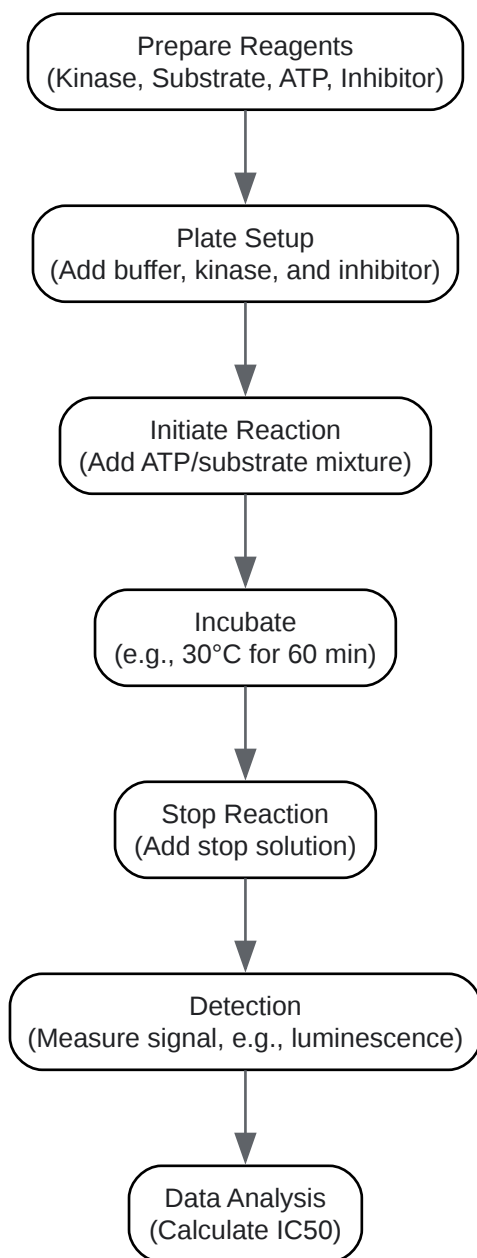 Prepare Reagents
(Kinase, Substrate, ATP, Inhibitor)
Plate Setup
(Add buffer, kinase, and inhibitor)
Initiate Reaction
(Add ATP/substrate mixture)
Incubate
(e.g., 30°C for 60 min)
Stop Reaction
(Add stop solution)
Detection
(Measure signal, e.g., luminescence)
Data Analysis
(Calculate IC50)